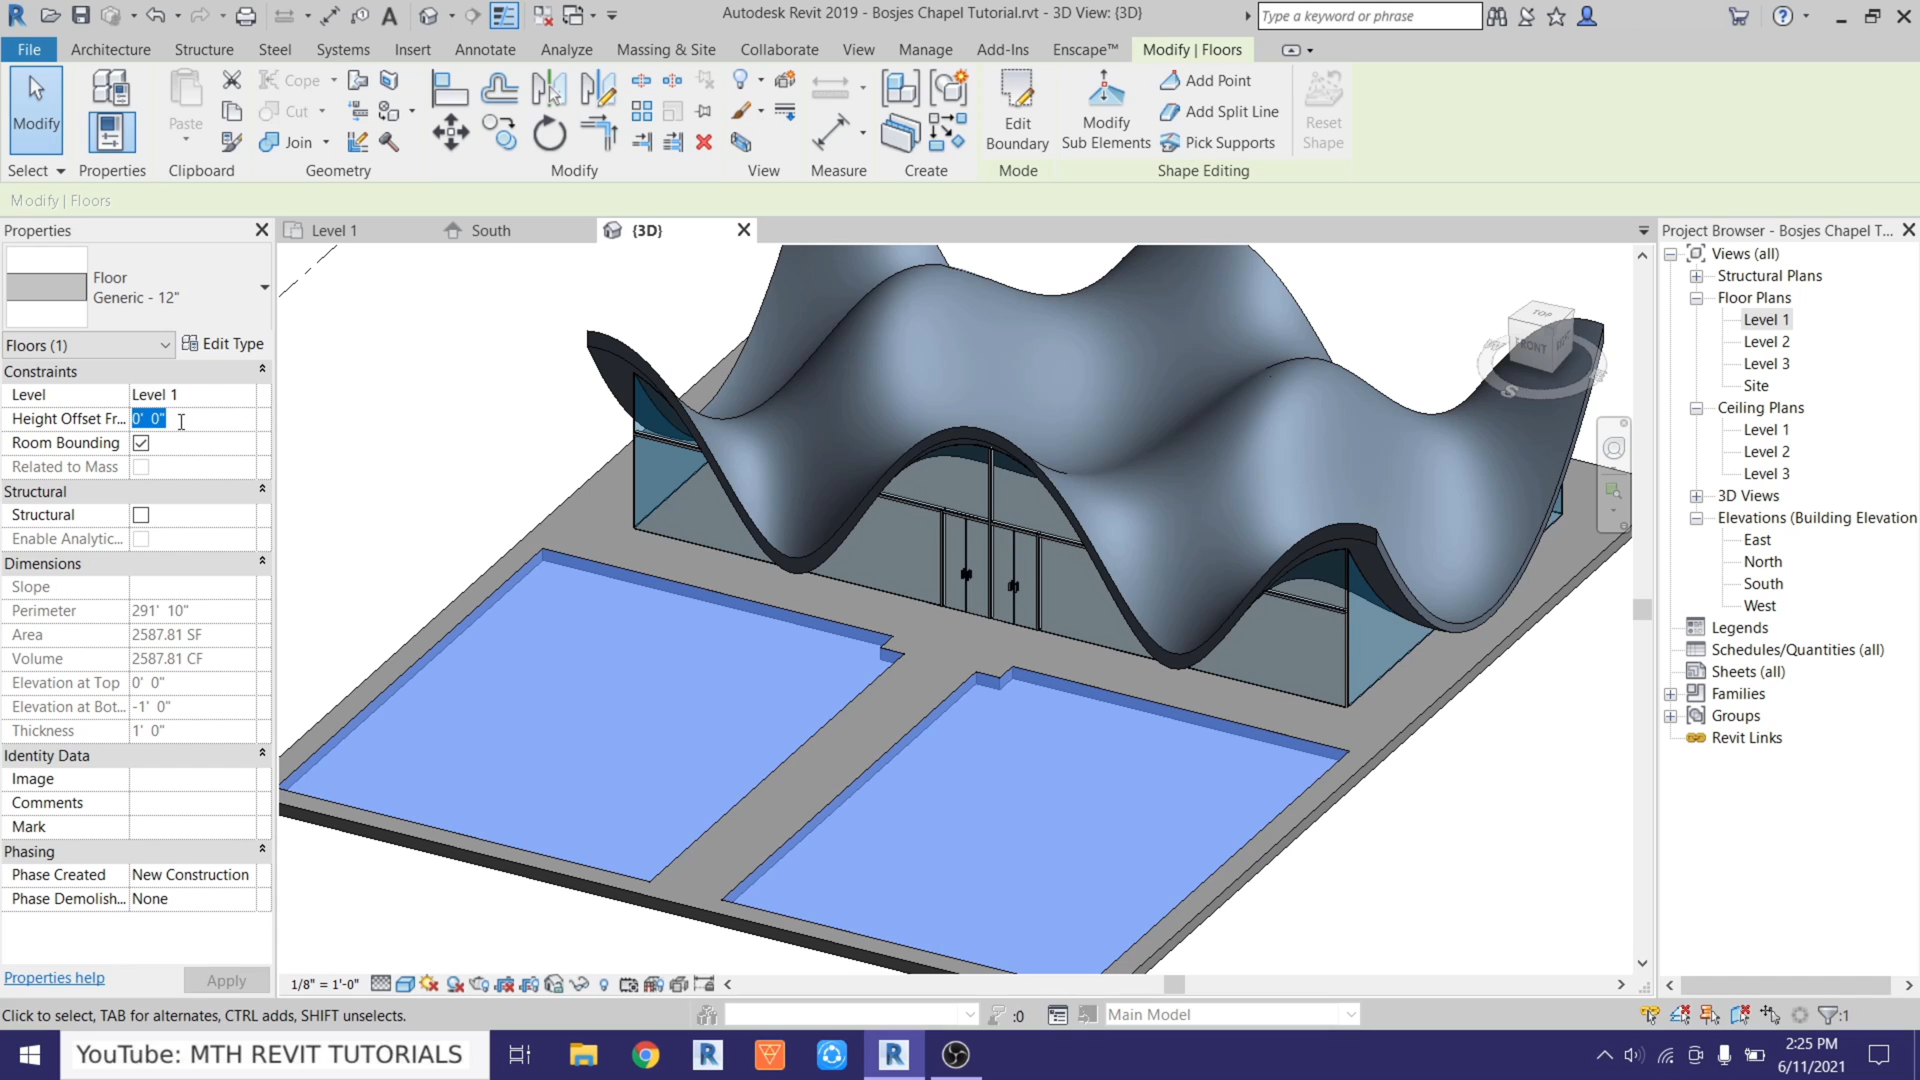 Autodesk Revit 2019 - Bosjes Chapel Tutorial.rvt - 3D View: {3D}
Type a keyword or phrase
File
Architecture
Structure
Steel
Systems
Insert
Annotate
Analyze
Massing & Site
Collaborate
View
Manage
Add-Ins
Enscape™
Modify | Floors
Modify
Paste
Cope
Cut
Join
Edit
Boundary
Modify
Sub Elements
Add Point
Add Split Line
Pick Supports
Reset
Shape
Select
Properties
Clipboard
Geometry
Modify
View
Measure
Create
Mode
Shape Editing
Modify | Floors
Properties
Floor
Generic - 12"
Floors (1)
Edit Type
Constraints
Level
Level 1
Height Offset Fr...
0' 0"
Room Bounding
Related to Mass
Structural
Structural
Enable Analytic...
Dimensions
Slope
Perimeter
291' 10"
Area
2587.81 SF
Volume
2587.81 CF
Elevation at Top
0' 0"
Elevation at Bot...
-1' 0"
Thickness
1' 0"
Identity Data
Image
Comments
Mark
Phasing
Phase Created
New Construction
Phase Demolish...
None
Properties help
Apply
Level 1
South
{3D}
TOP
FRONT
S
1/8" = 1'-0"
Project Browser - Bosjes Chapel T...
Views (all)
Structural Plans
Floor Plans
Level 1
Level 2
Level 3
Site
Ceiling Plans
Level 1
Level 2
Level 3
3D Views
Elevations (Building Elevation
East
North
South
West
Legends
Schedules/Quantities (all)
Sheets (all)
Families
Groups
Revit Links
Click to select, TAB for alternates, CTRL adds, SHIFT unselects.
:0
Main Model
:1
YouTube: MTH REVIT TUTORIALS
2:25 PM
6/11/2021